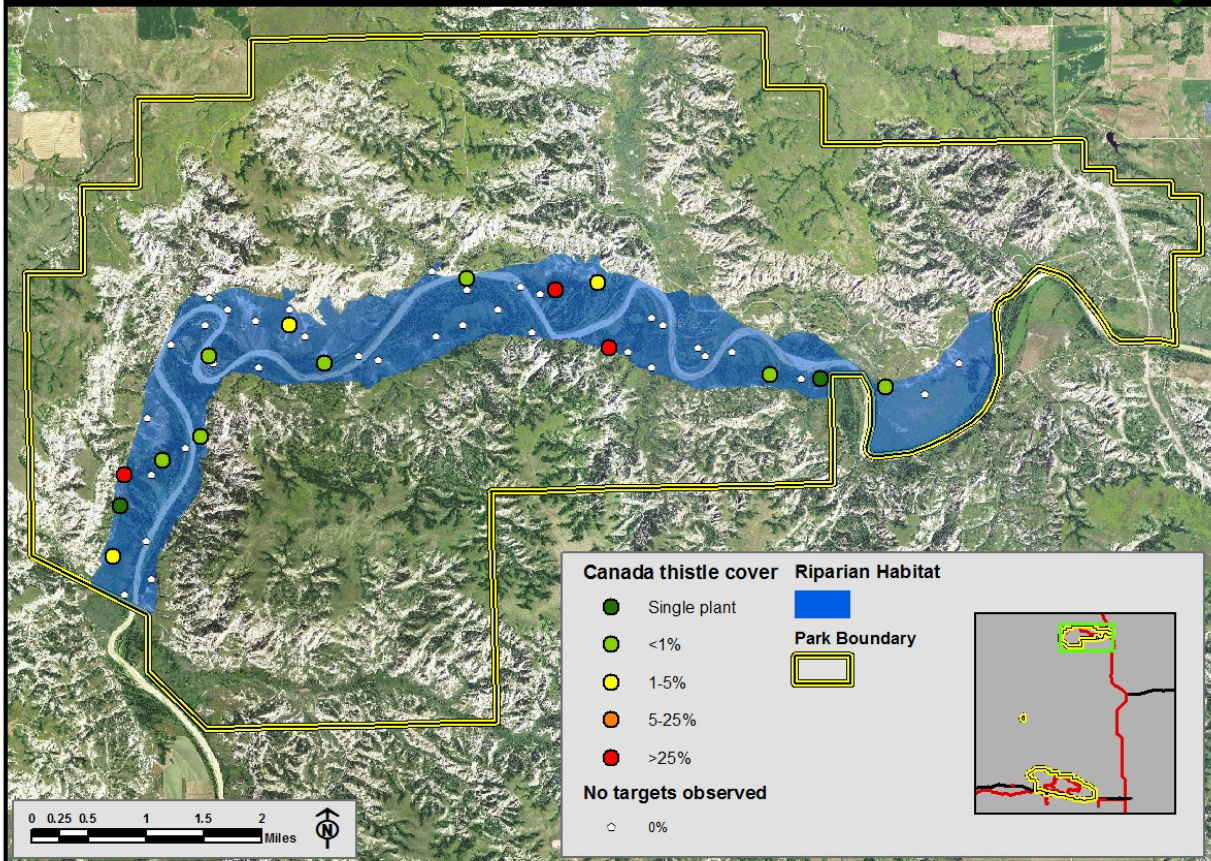 Canada thistle cover
Single plant
<1%
1-5%
5-25%
>25%
No targets observed
0%
Riparian Habitat
Park Boundary
0 0.25 0.5 1 1.5 2
Miles
N